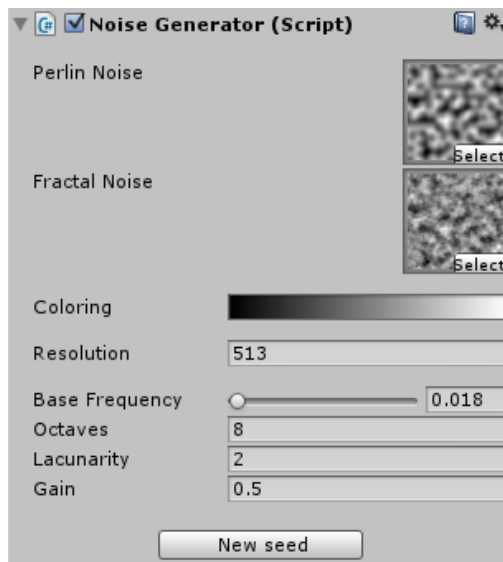 Noise Generator (Script)
Perlin Noise
Select
Fractal Noise
Select
Coloring
Resolution 513
Base Frequency 0.018
Octaves 8
Lacunarity 2
Gain 0.5
New seed